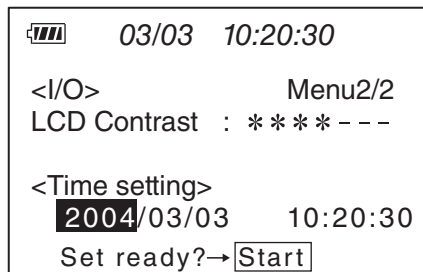 03/03 10:20:30
<I/O> Menu2/2
LCD Contrast : ****---
<Time setting>
2004/03/03 10:20:30
Set ready?→Start